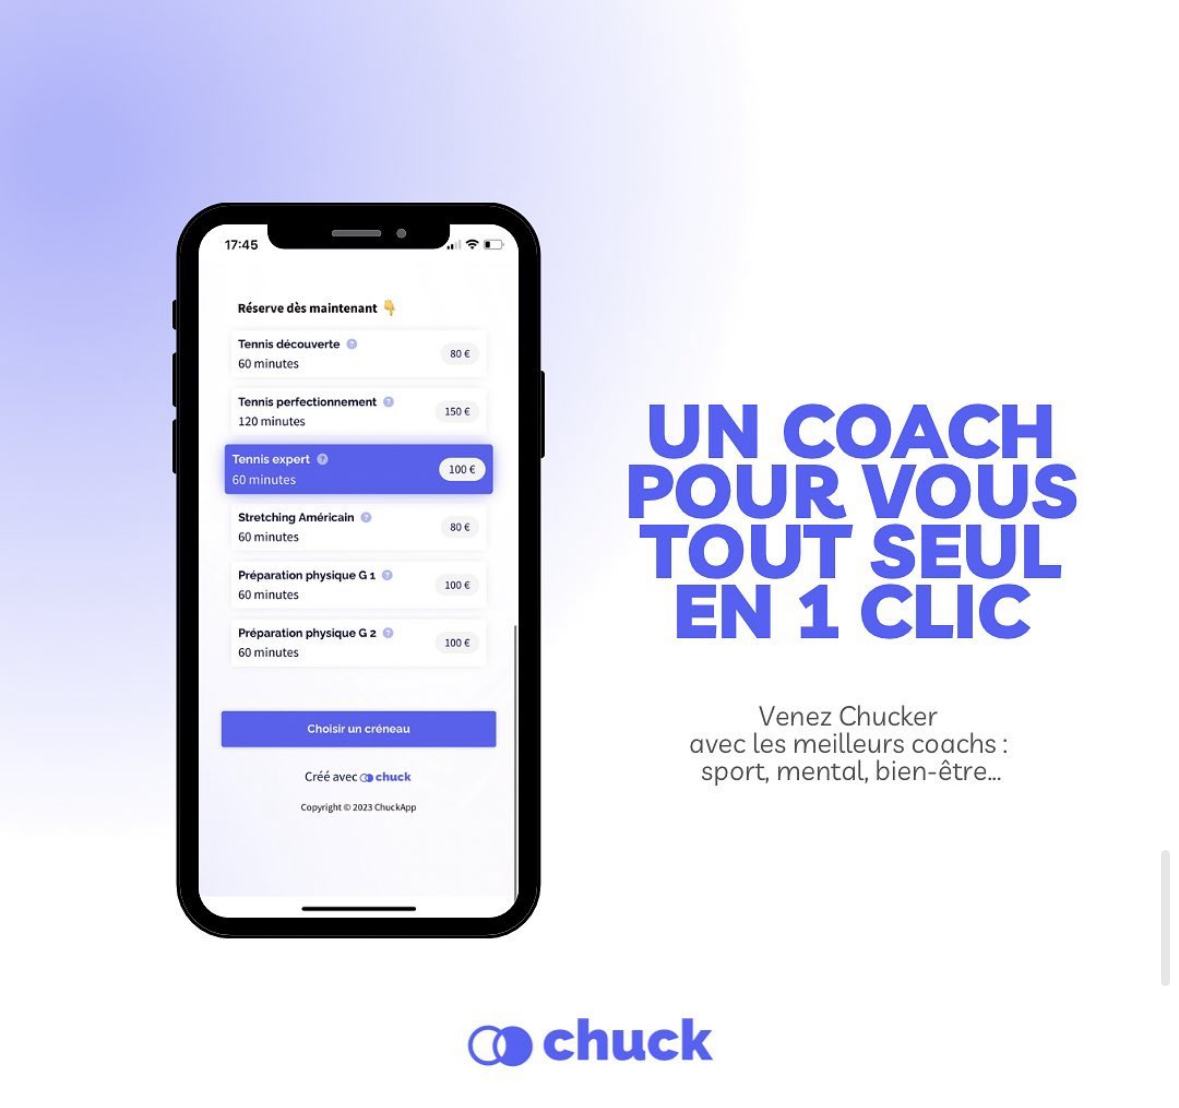 17:45
Réserve dès maintenant 👇
Tennis découverte ?
60 minutes
80 €
Tennis perfectionnement ?
120 minutes
150 €
Tennis expert ?
60 minutes
100 €
Stretching Américain ?
60 minutes
80 €
Préparation physique G 1 ?
60 minutes
100 €
Préparation physique G 2 ?
60 minutes
100 €
Choisir un créneau
Créé avec chuck
Copyright © 2023 ChuckApp
UN COACH
POUR VOUS
TOUT SEUL
EN 1 CLIC
Venez Chucker
avec les meilleurs coachs :
sport, mental, bien-être...
chuck